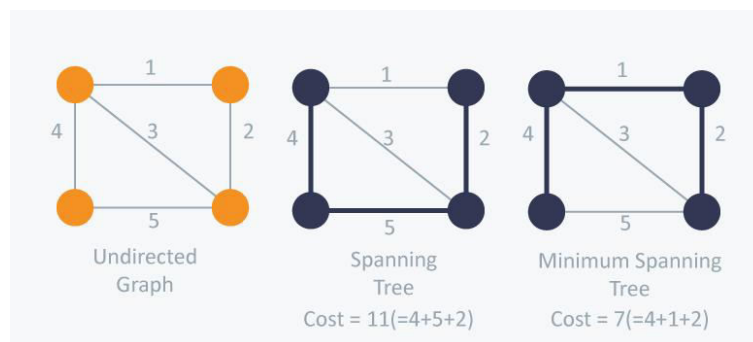 1
4
3
2
5
Undirected
Graph
1
4
3
2
5
Spanning
Tree
Cost = 11(=4+5+2)
1
4
3
2
5
Minimum Spanning
Tree
Cost = 7(=4+1+2)